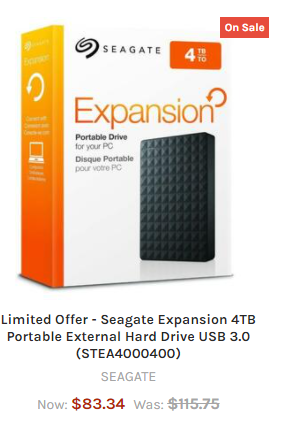 On Sale
SEAGATE
4 TB
TO
Expansion
Portable Drive
for your PC
Disque Portable
pour votre PC
Limited Offer - Seagate Expansion 4TB
Portable External Hard Drive USB 3.0
(STEA4000400)
SEAGATE
Now: $83.34 Was: $115.75